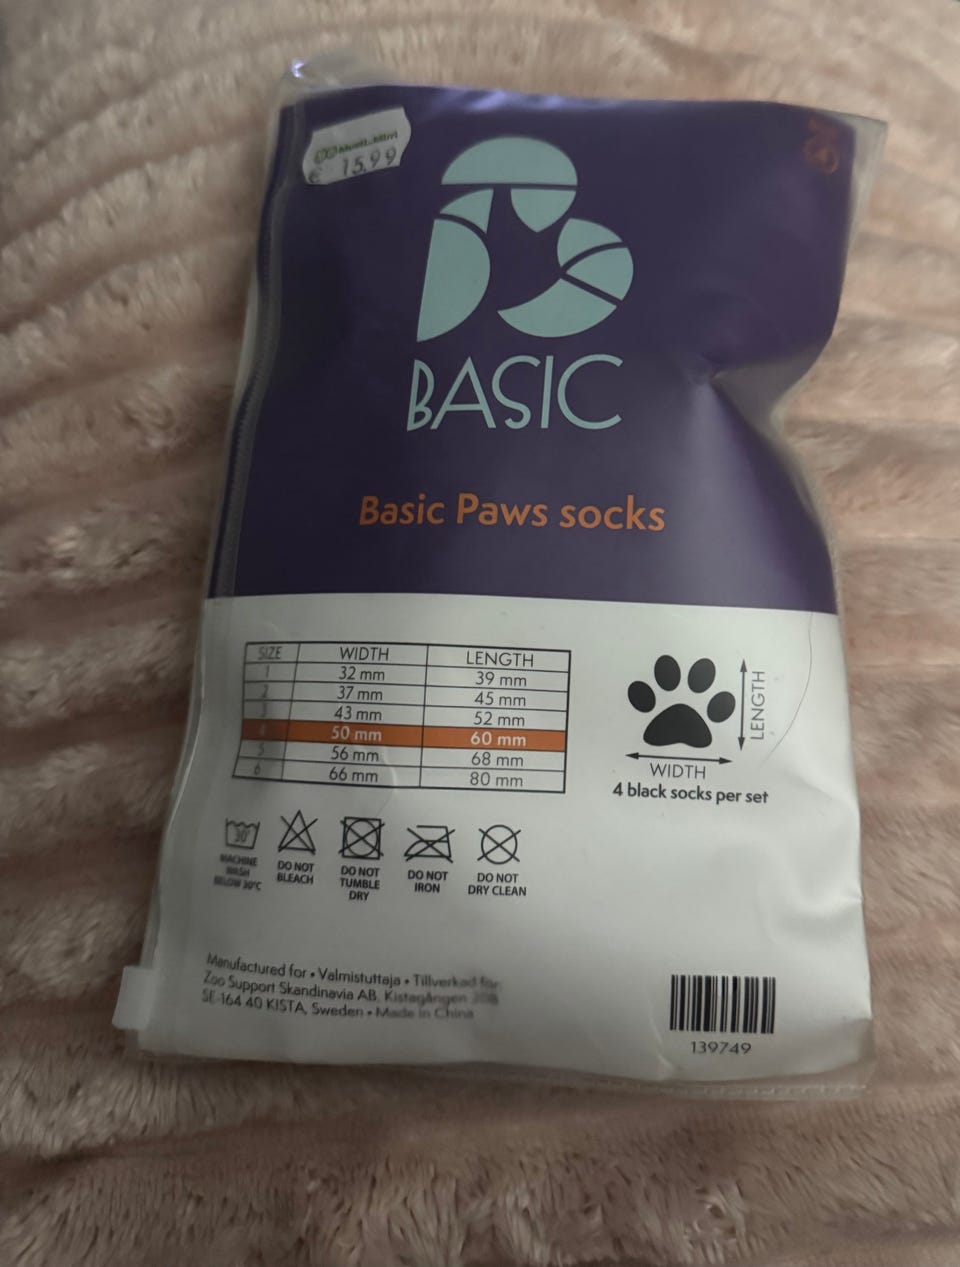 € 15.99
BASIC
Basic Paws socks
SIZE WIDTH LENGTH
1 32 mm 39 mm
2 37 mm 45 mm
3 43 mm 52 mm
4 50 mm 60 mm
5 56 mm 68 mm
6 66 mm 80 mm
LENGTH
WIDTH
4 black socks per set
30°
MACHINE WASH BELOW 30°C
DO NOT BLEACH
DO NOT TUMBLE DRY
DO NOT IRON
DO NOT DRY CLEAN
Manufactured for • Valmistuttaja • Tillverkad för:
Zoo Support Skandinavia AB, Kistagången 20B
SE-164 40 KISTA, Sweden • Made in China
139749